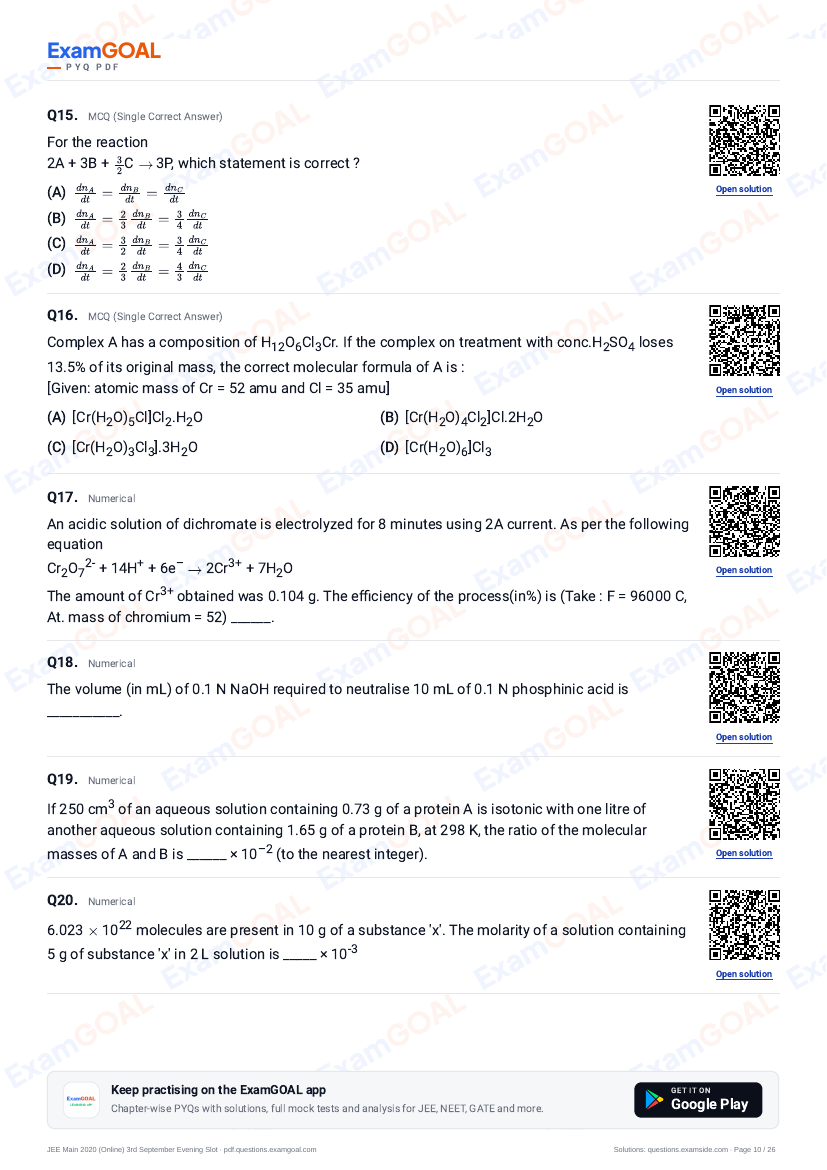 ExamGOAL
PYQ PDF
Q15. MCQ (Single Correct Answer)
For the reaction
2A + 3B + 3/2 C → 3P, which statement is correct ?
(A) dn_A/dt = dn_B/dt = dn_C/dt
(B) dn_A/dt = 2/3 dn_B/dt = 3/4 dn_C/dt
(C) dn_A/dt = 3/2 dn_B/dt = 3/4 dn_C/dt
(D) dn_A/dt = 2/3 dn_B/dt = 4/3 dn_C/dt
Open solution
Q16. MCQ (Single Correct Answer)
Complex A has a composition of H₁₂O₆Cl₃Cr. If the complex on treatment with conc.H₂SO₄ loses
13.5% of its original mass, the correct molecular formula of A is :
[Given: atomic mass of Cr = 52 amu and Cl = 35 amu]
(A) [Cr(H₂O)₅Cl]Cl₂.H₂O (B) [Cr(H₂O)₄Cl₂]Cl.2H₂O
(C) [Cr(H₂O)₃Cl₃].3H₂O (D) [Cr(H₂O)₆]Cl₃
Open solution
Q17. Numerical
An acidic solution of dichromate is electrolyzed for 8 minutes using 2A current. As per the following
equation
Cr₂O₇²⁻ + 14H⁺ + 6e⁻ → 2Cr³⁺ + 7H₂O
The amount of Cr³⁺ obtained was 0.104 g. The efficiency of the process(in%) is (Take : F = 96000 C,
At. mass of chromium = 52) ______.
Open solution
Q18. Numerical
The volume (in mL) of 0.1 N NaOH required to neutralise 10 mL of 0.1 N phosphinic acid is
___________.
Open solution
Q19. Numerical
If 250 cm³ of an aqueous solution containing 0.73 g of a protein A is isotonic with one litre of
another aqueous solution containing 1.65 g of a protein B, at 298 K, the ratio of the molecular
masses of A and B is ______ × 10⁻² (to the nearest integer).
Open solution
Q20. Numerical
6.023 × 10²² molecules are present in 10 g of a substance 'x'. The molarity of a solution containing
5 g of substance 'x' in 2 L solution is _____ × 10⁻³
Open solution
ExamGOAL
Keep practising on the ExamGOAL app
Chapter-wise PYQs with solutions, full mock tests and analysis for JEE, NEET, GATE and more.
GET IT ON
Google Play
JEE Main 2020 (Online) 3rd September Evening Slot · pdf.questions.examgoal.com
Solutions: questions.examside.com · Page 10 / 26